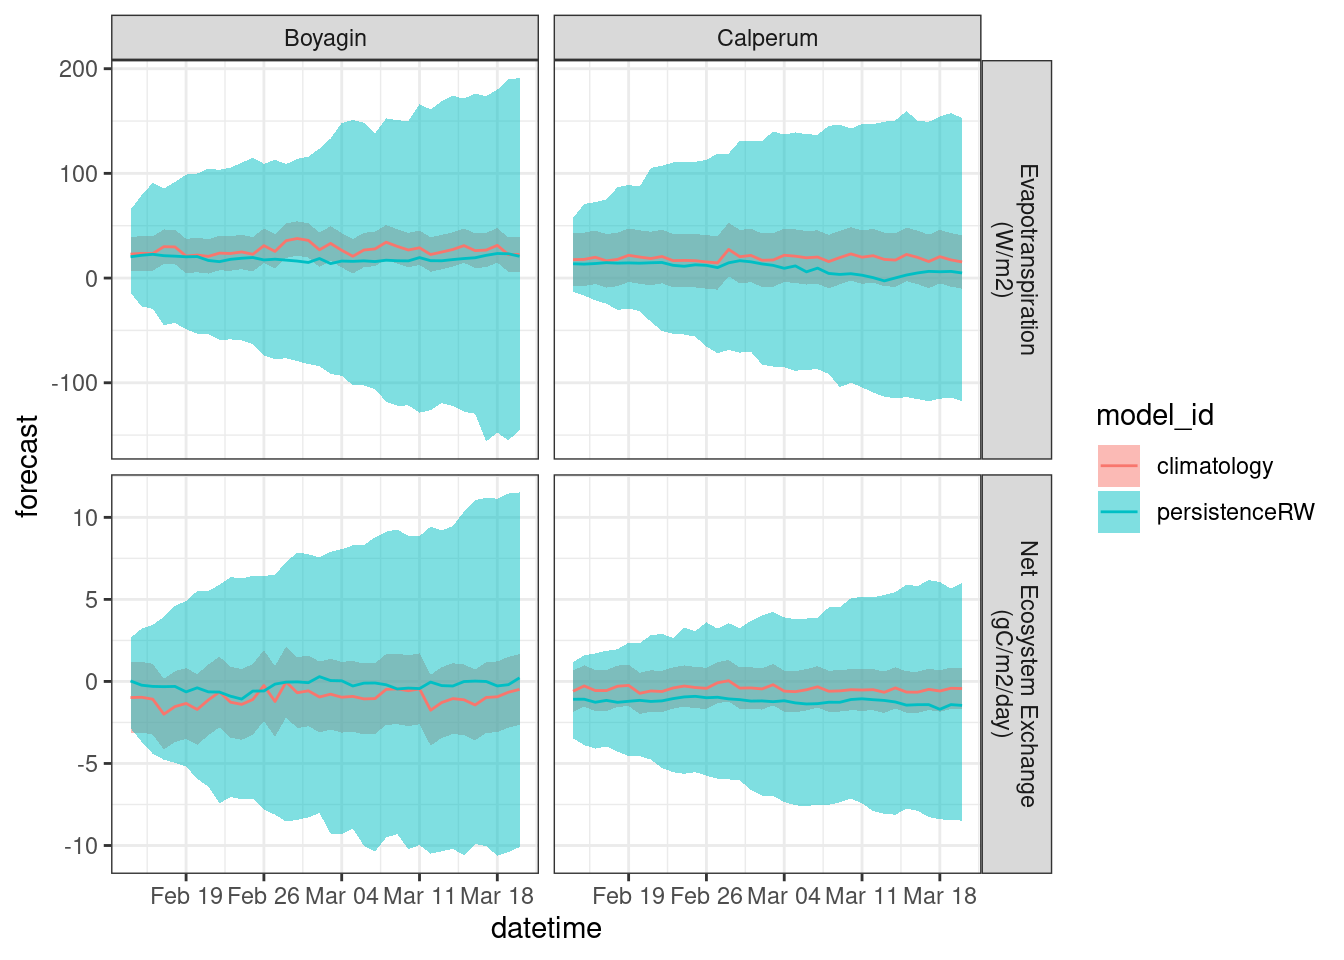 Boyagin
Calperum
200
100
0
-100
Evapotranspiration
(W/m2)
10
5
0
-5
-10
Net Ecosystem Exchange
(gC/m2/day)
forecast
Feb 19 Feb 26 Mar 04 Mar 11 Mar 18
Feb 19 Feb 26 Mar 04 Mar 11 Mar 18
datetime
model_id
climatology
persistenceRW